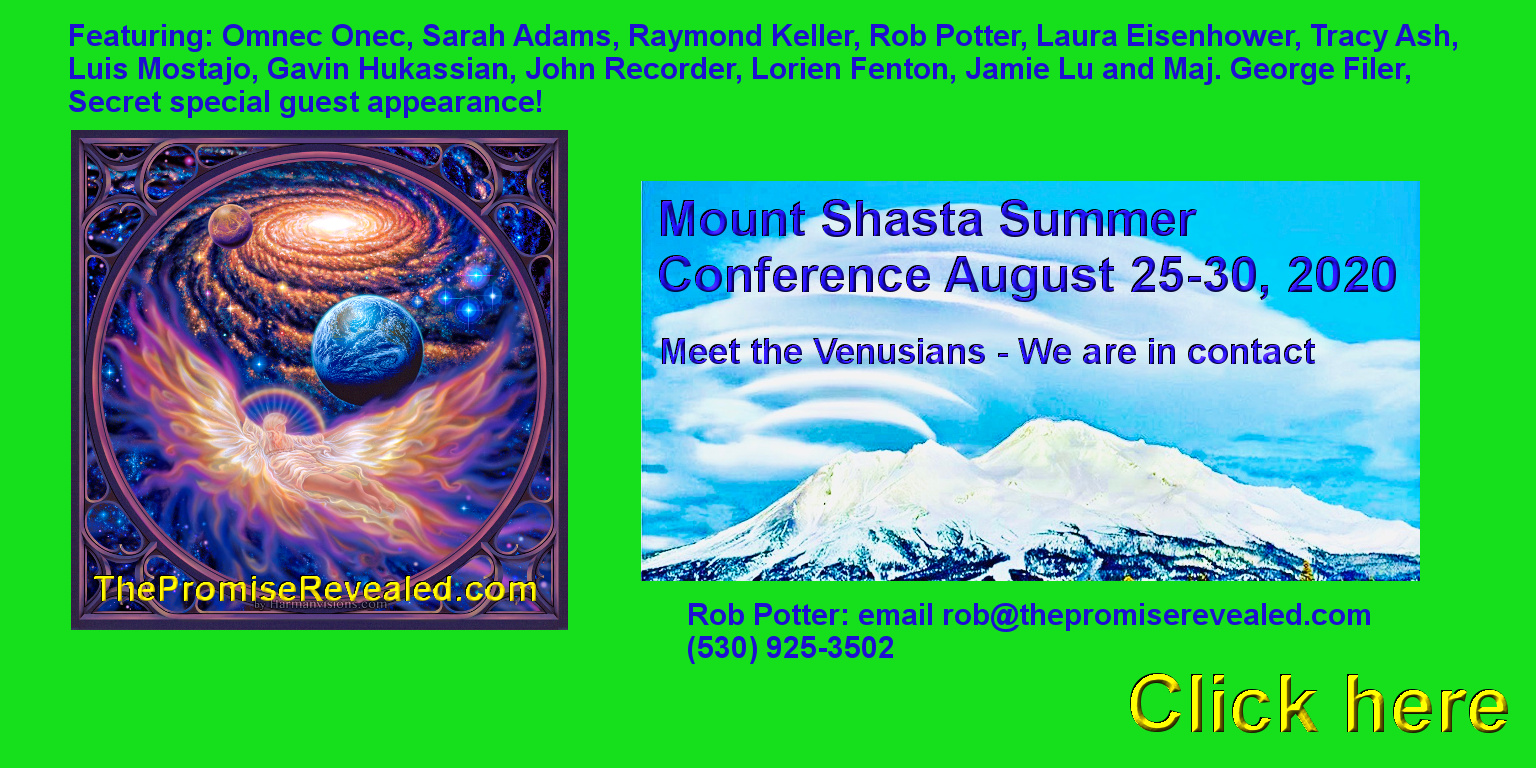 Featuring: Omnec Onec, Sarah Adams, Raymond Keller, Rob Potter, Laura Eisenhower, Tracy Ash,
Luis Mostajo, Gavin Hukassian, John Recorder, Lorien Fenton, Jamie Lu and Maj. George Filer,
Secret special guest appearance!
ThePromiseRevealed.com
by Harmanvisions.com
Mount Shasta Summer
Conference August 25-30, 2020
Meet the Venusians - We are in contact
Rob Potter: email rob@thepromiserevealed.com
(530) 925-3502
Click here